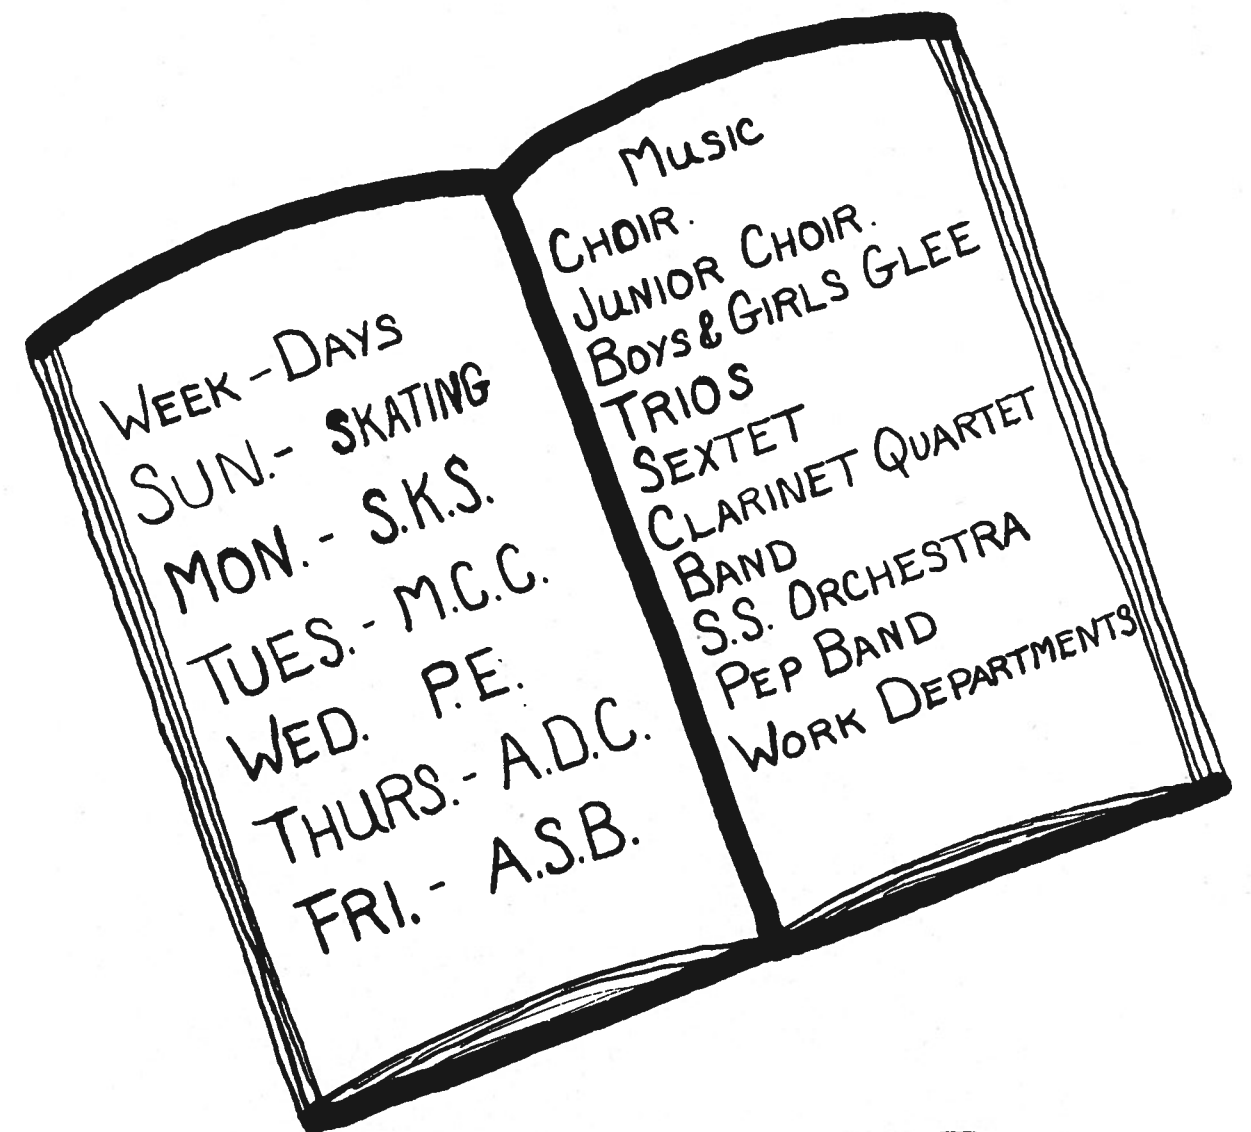 WEEK-DAYS
SUN.- SKATING
MON.- S.K.S.
TUES.- M.C.C.
WED. P.E.
THURS.- A.D.C.
FRI.- A.S.B.
MUSIC
CHOIR.
JUNIOR CHOIR.
BOYS & GIRLS GLEE
TRIOS
SEXTET
CLARINET QUARTET
BAND
S.S. ORCHESTRA
PEP BAND
WORK DEPARTMENTS